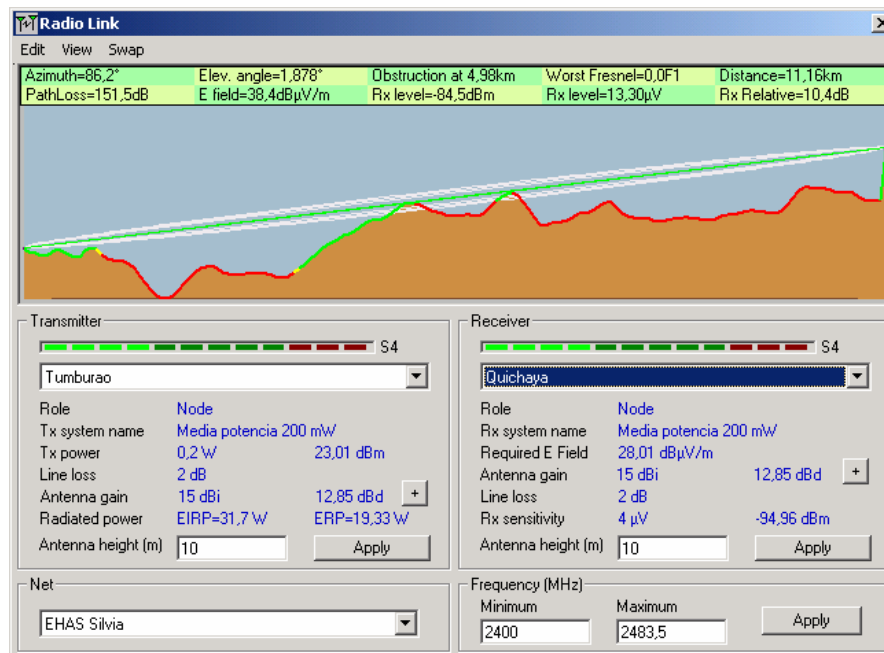 Radio Link
Edit View Swap
Azimuth=86,2° Elev. angle=1,878° Obstruction at 4,98km Worst Fresnel=0,0F1 Distance=11,16km
PathLoss=151,5dB E field=38,4dBµV/m Rx level=-84,5dBm Rx level=13,30µV Rx Relative=10,4dB
Transmitter
S4
Tumburao
Role Node
Tx system name Media potencia 200 mW
Tx power 0,2 W 23,01 dBm
Line loss 2 dB
Antenna gain 15 dBi 12,85 dBd +
Radiated power EIRP=31,7 W ERP=19,33 W
Antenna height (m) 10 Apply
Receiver
S4
Quichaya
Role Node
Rx system name Media potencia 200 mW
Required E Field 28,01 dBµV/m
Antenna gain 15 dBi 12,85 dBd +
Line loss 2 dB
Rx sensitivity 4 µV -94,96 dBm
Antenna height (m) 10 Apply
Net
EHAS Silvia
Frequency (MHz)
Minimum Maximum
2400 2483,5 Apply